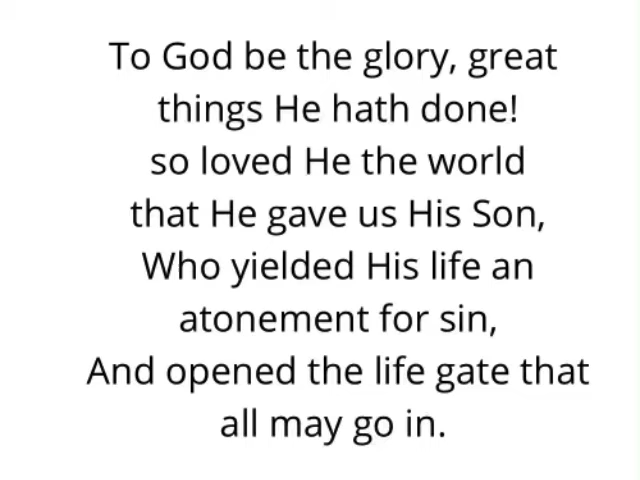 To God be the glory, great
things He hath done!
so loved He the world
that He gave us His Son,
Who yielded His life an
atonement for sin,
And opened the life gate that
all may go in.